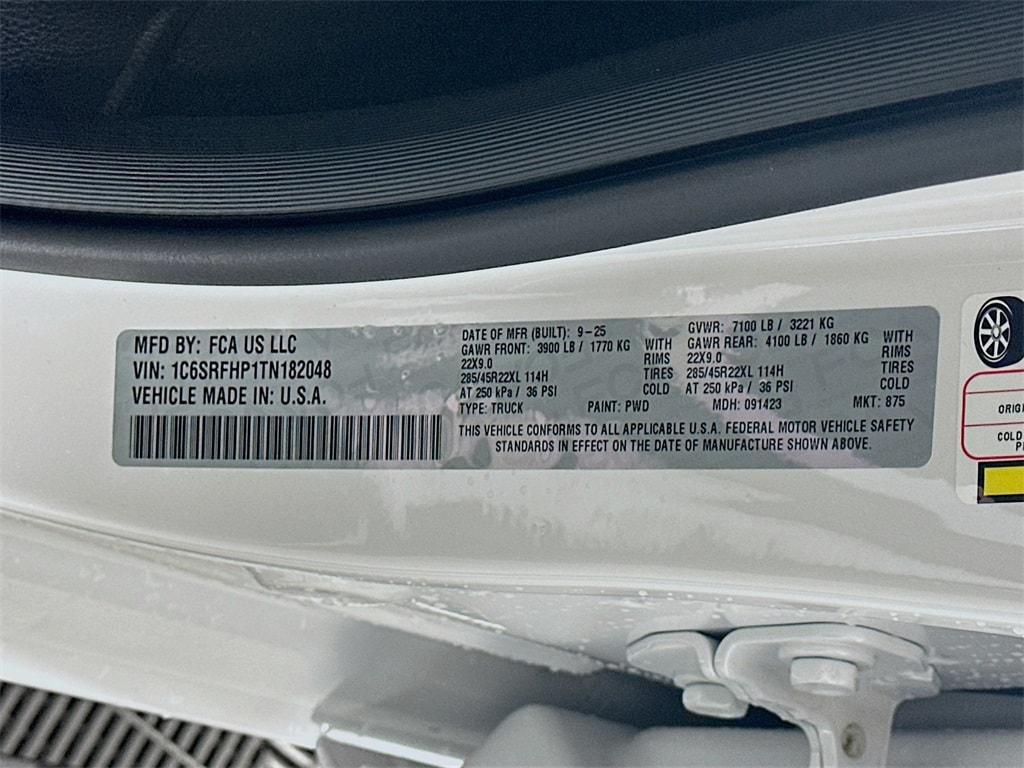 MFD BY: FCA US LLC
VIN: 1C6SRFHP1TN182048
VEHICLE MADE IN: U.S.A.
DATE OF MFR (BUILT): 9-25
GAWR FRONT: 3900 LB / 1770 KG WITH
22X9.0 RIMS
285/45R22XL 114H TIRES
AT 250 kPa / 36 PSI COLD
TYPE: TRUCK PAINT: PWD
GVWR: 7100 LB / 3221 KG
GAWR REAR: 4100 LB / 1860 KG WITH
22X9.0 RIMS
285/45R22XL 114H TIRES
AT 250 kPa / 36 PSI COLD
MDH: 091423 MKT: 875
THIS VEHICLE CONFORMS TO ALL APPLICABLE U.S.A. FEDERAL MOTOR VEHICLE SAFETY
STANDARDS IN EFFECT ON THE DATE OF MANUFACTURE SHOWN ABOVE.
COLD